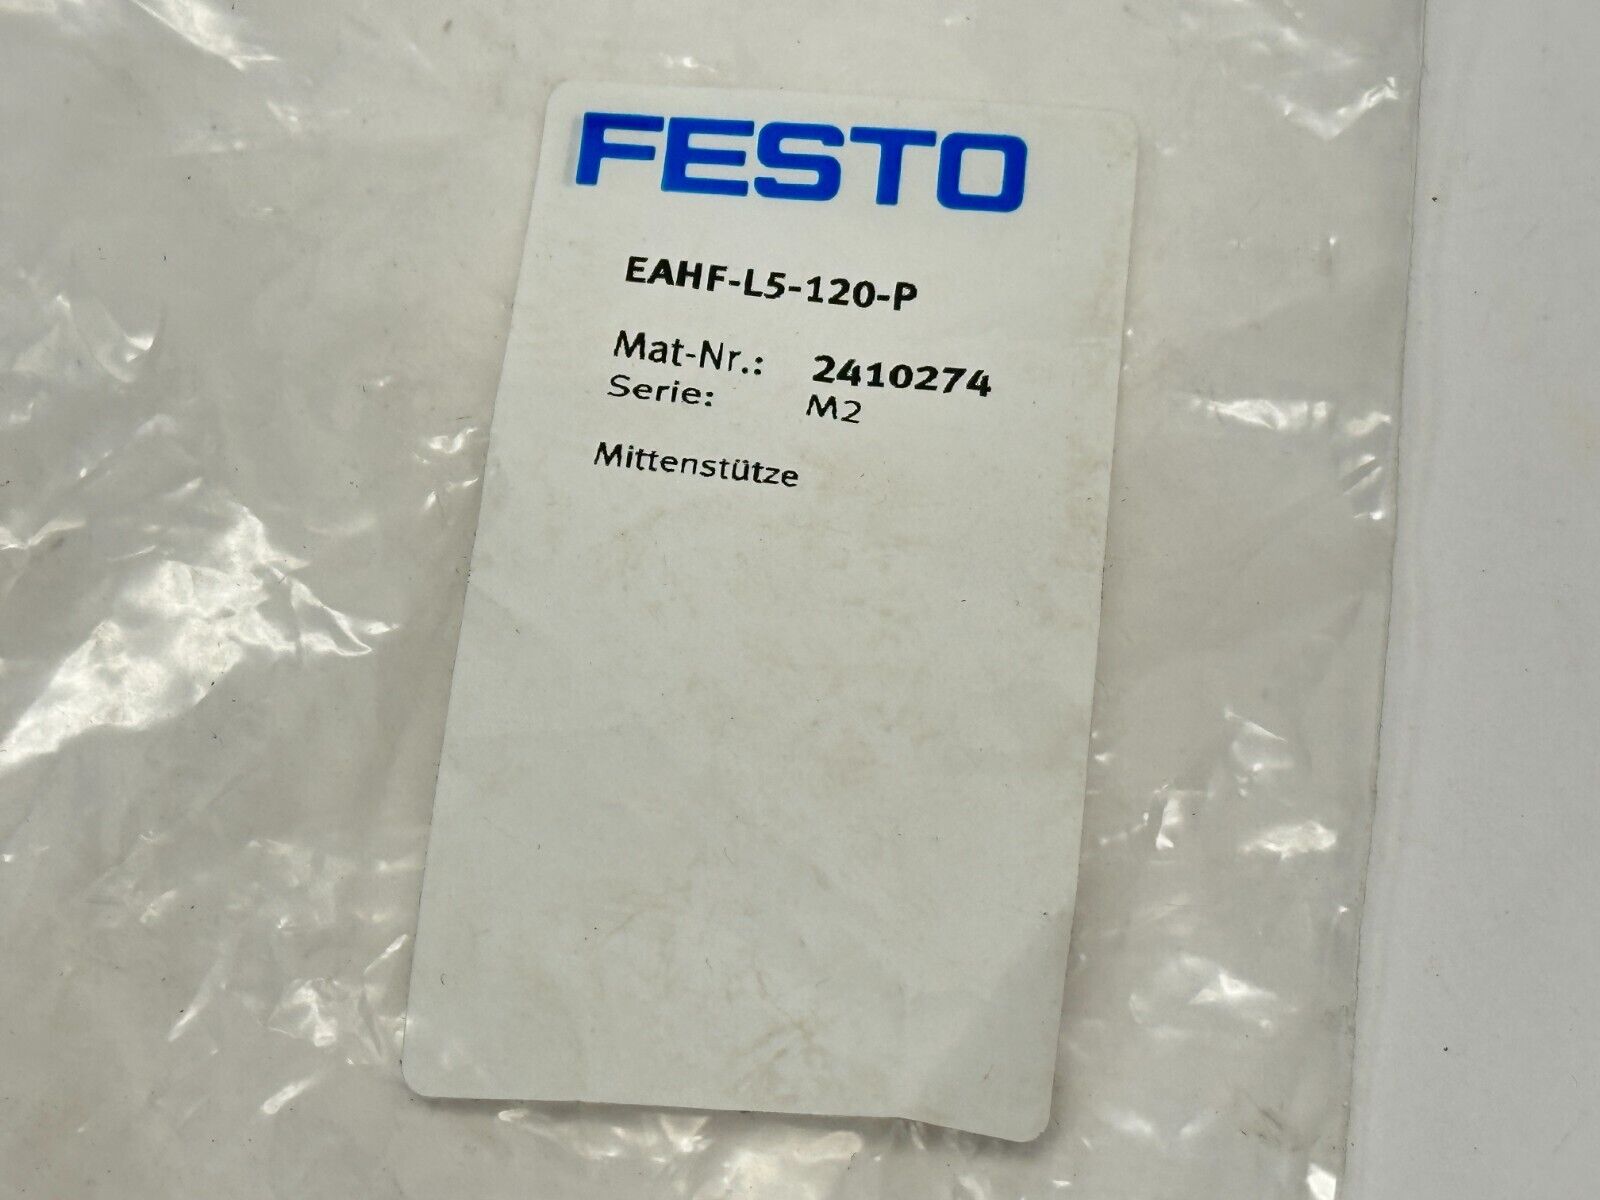 FESTO
EAHF-L5-120-P
Mat-Nr.: 2410274
Serie: M2
Mittenstütze